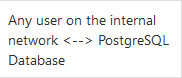 Any user on the internal
network <--> PostgreSQL
Database